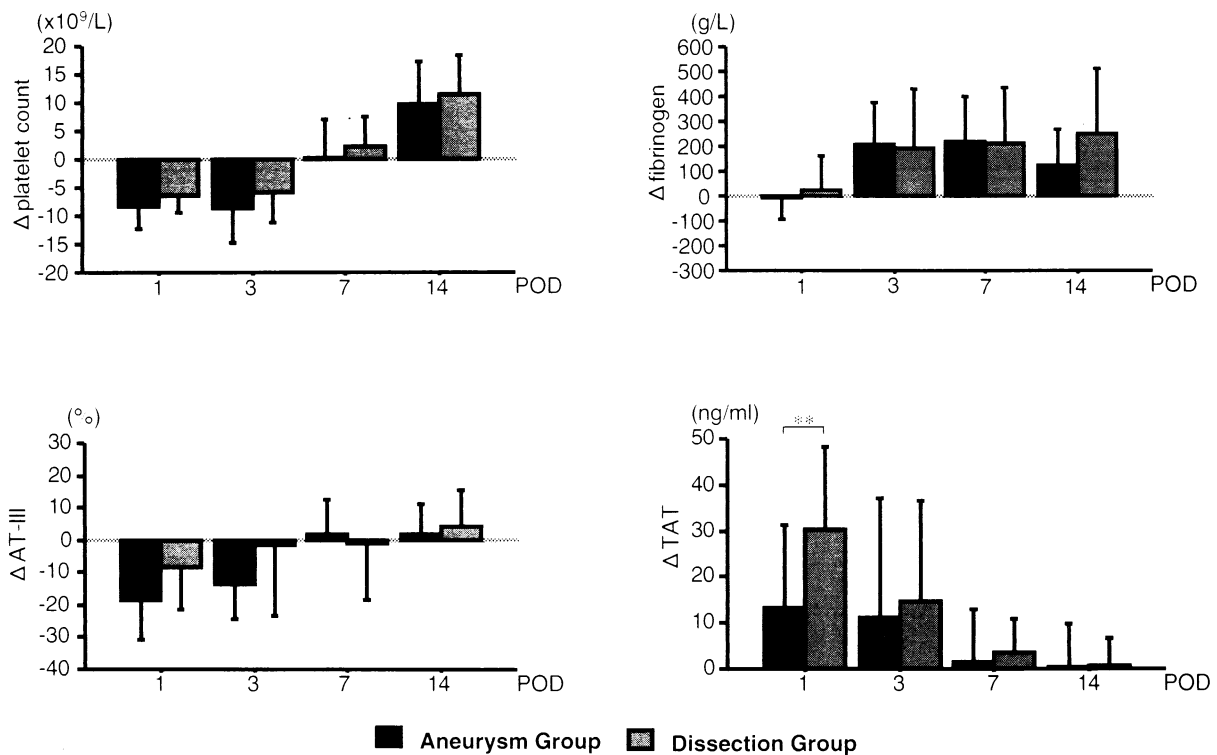 (x10⁹/L)
Δ platelet count
20
15
10
5
0
-5
-10
-15
-20
1 3 7 14 POD
(g/L)
Δ fibrinogen
600
500
400
300
200
100
0
-100
-200
-300
1 3 7 14 POD
(%)
Δ AT-III
30
20
10
0
-10
-20
-30
-40
1 3 7 14 POD
(ng/ml)
**
Δ TAT
50
40
30
20
10
0
1 3 7 14 POD
Aneurysm Group Dissection Group